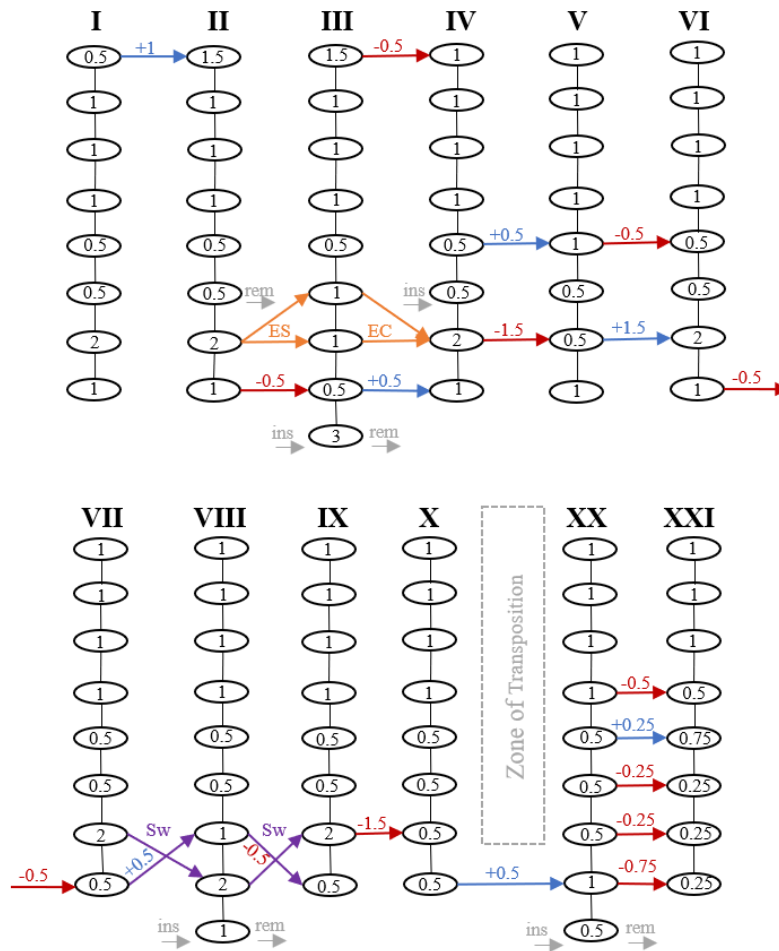 I II III IV V VI
0.5 +1 1.5 1.5 -0.5 1 1 1
1 1 1 1 1 1
1 1 1 1 1 1
1 1 1 1 1 1
0.5 0.5 0.5 0.5 +0.5 1 -0.5 0.5
0.5 0.5 rem 1 ins 0.5 0.5 0.5
2 2 ES 1 EC 2 -1.5 0.5 +1.5 2
1 1 -0.5 0.5 +0.5 1 1 1 -0.5
ins 3 rem
VII VIII IX X XX XXI
1 1 1 1 1 1
1 1 1 1 1 1
1 1 1 1 1 1
1 1 1 1 1 -0.5 0.5
0.5 0.5 0.5 0.5 0.5 +0.25 0.75
0.5 0.5 0.5 0.5 0.5 -0.25 0.25
2 Sw 1 Sw 2 -1.5 0.5 0.5 -0.25 0.25
-0.5 0.5 +0.5 2 -0.5 0.5 0.5 +0.5 1 -0.75 0.25
ins 1 rem ins 0.5 rem
Zone of Transposition